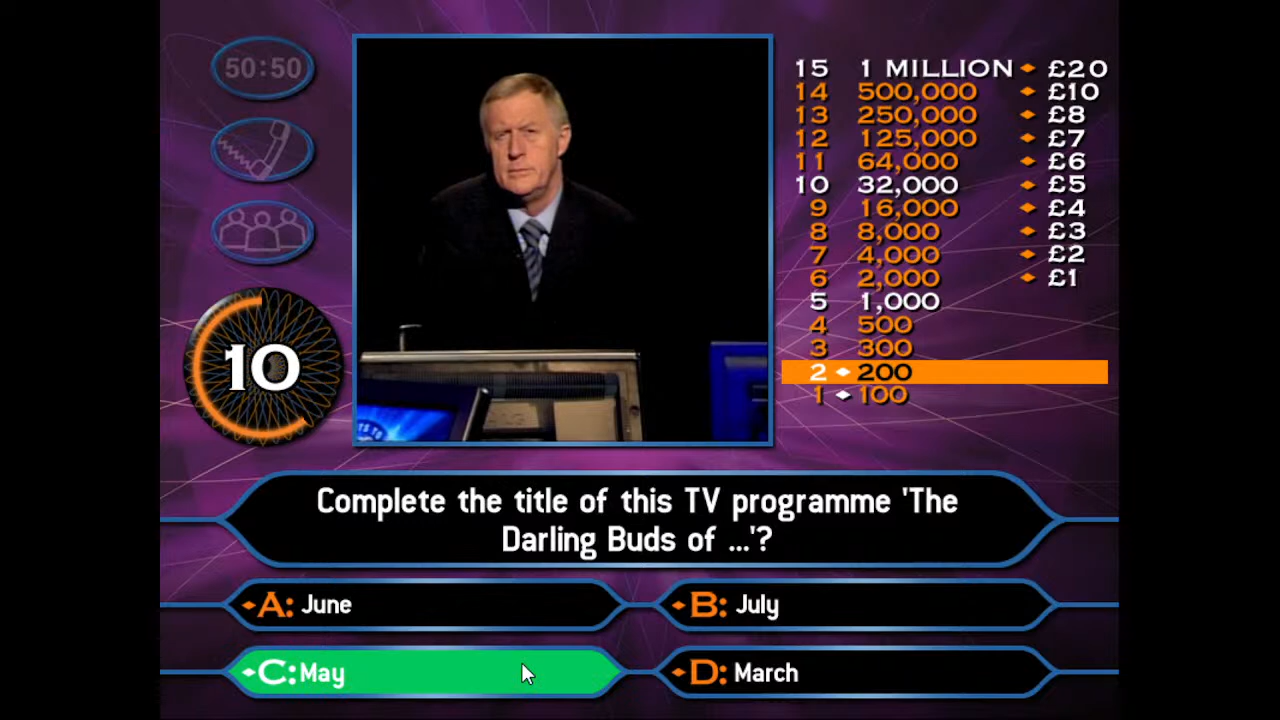 50:50
15 1 MILLION £20
14 500,000 £10
13 250,000 £8
12 125,000 £7
11 64,000 £6
10 32,000 £5
9 16,000 £4
8 8,000 £3
7 4,000 £2
6 2,000 £1
5 1,000
4 500
3 300
2 200
1 100
10
Complete the title of this TV programme 'The
Darling Buds of ...'?
A: June
B: July
C: May
D: March